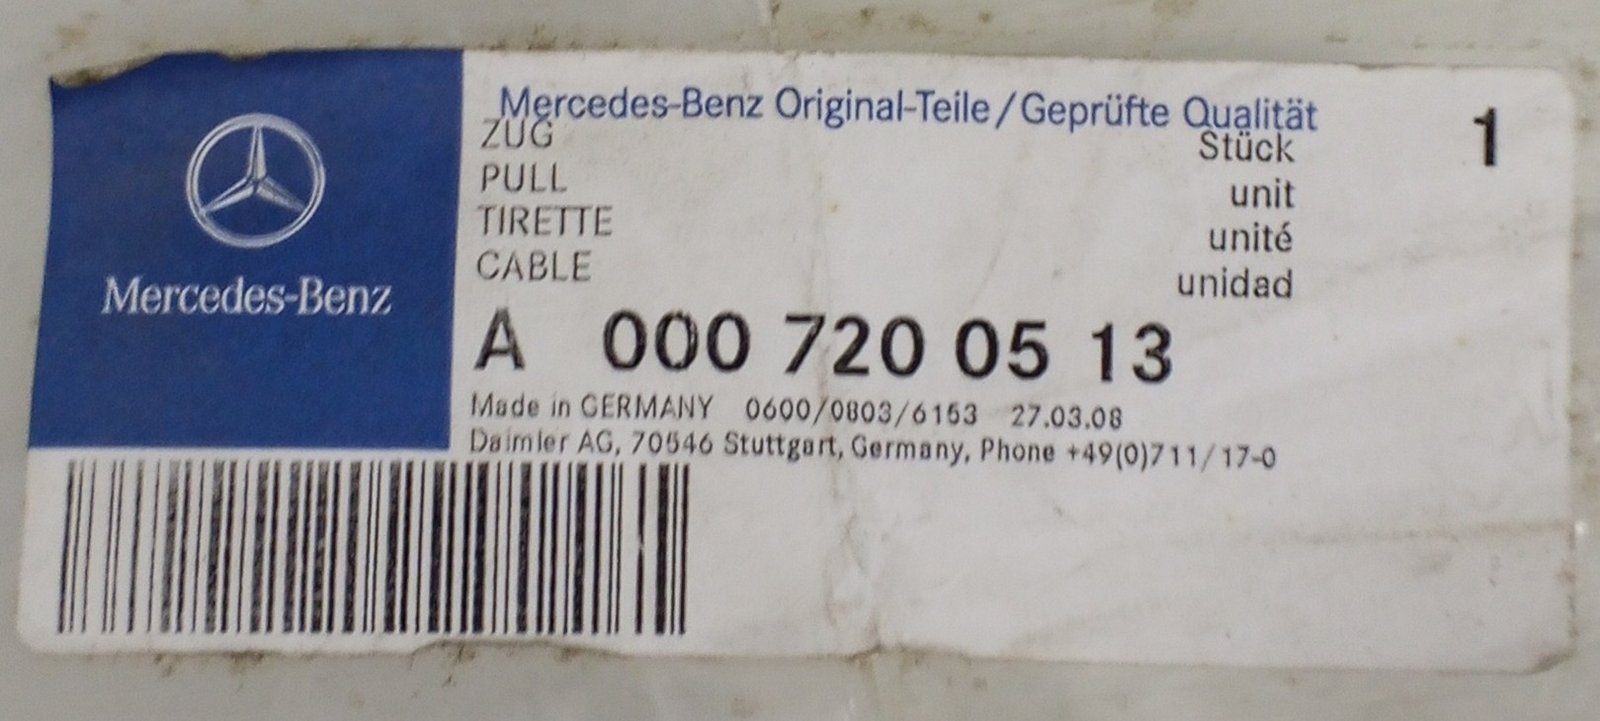 Mercedes-Benz
Mercedes-Benz Original-Teile/Geprüfte Qualität
ZUG Stück 1
PULL unit
TIRETTE unité
CABLE unidad
A 000 720 05 13
Made in GERMANY 0600/0803/6153 27.03.08
Daimler AG, 70546 Stuttgart, Germany, Phone +49(0)711/17-0